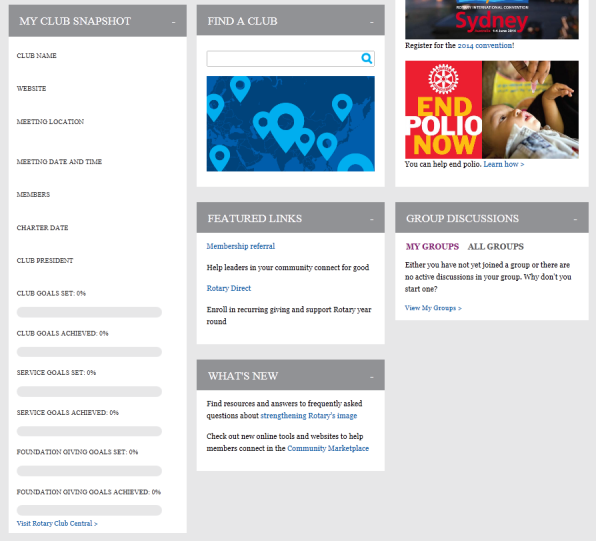 MY CLUB SNAPSHOT -
CLUB NAME
WEBSITE
MEETING LOCATION
MEETING DATE AND TIME
MEMBERS
CHARTER DATE
CLUB PRESIDENT
CLUB GOALS SET: 0%
CLUB GOALS ACHIEVED: 0%
SERVICE GOALS SET: 0%
SERVICE GOALS ACHIEVED: 0%
FOUNDATION GIVING GOALS SET: 0%
FOUNDATION GIVING GOALS ACHIEVED: 0%
Visit Rotary Club Central >
FIND A CLUB -
FEATURED LINKS -
Membership referral
Help leaders in your community connect for good
Rotary Direct
Enroll in recurring giving and support Rotary year
round
WHAT'S NEW -
Find resources and answers to frequently asked
questions about strengthening Rotary's image
Check out new online tools and websites to help
members connect in the Community Marketplace
ROTARY INTERNATIONAL CONVENTION
Sydney
1-4 June 2014
Register for the 2014 convention!
END
POLIO
NOW
You can help end polio. Learn how >
GROUP DISCUSSIONS -
MY GROUPS ALL GROUPS
Either you have not yet joined a group or there are
no active discussions in your group. Why don't you
start one?
View My Groups >